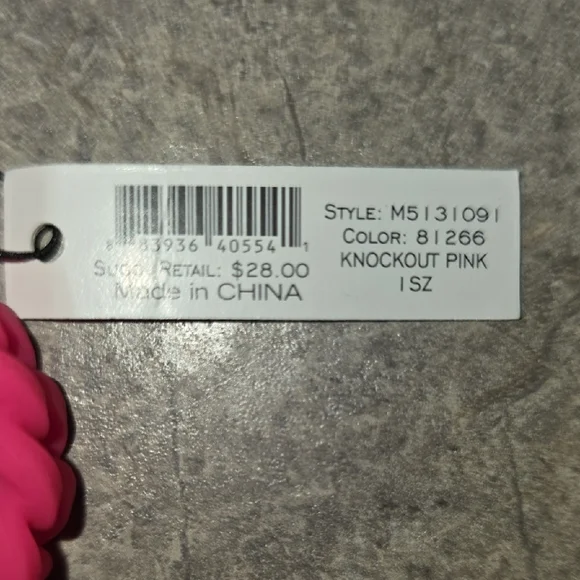 8 83936 40554 1
Sugg. Retail: $28.00
Made in CHINA
Style: M5131091
Color: 81266
KNOCKOUT PINK
1SZ